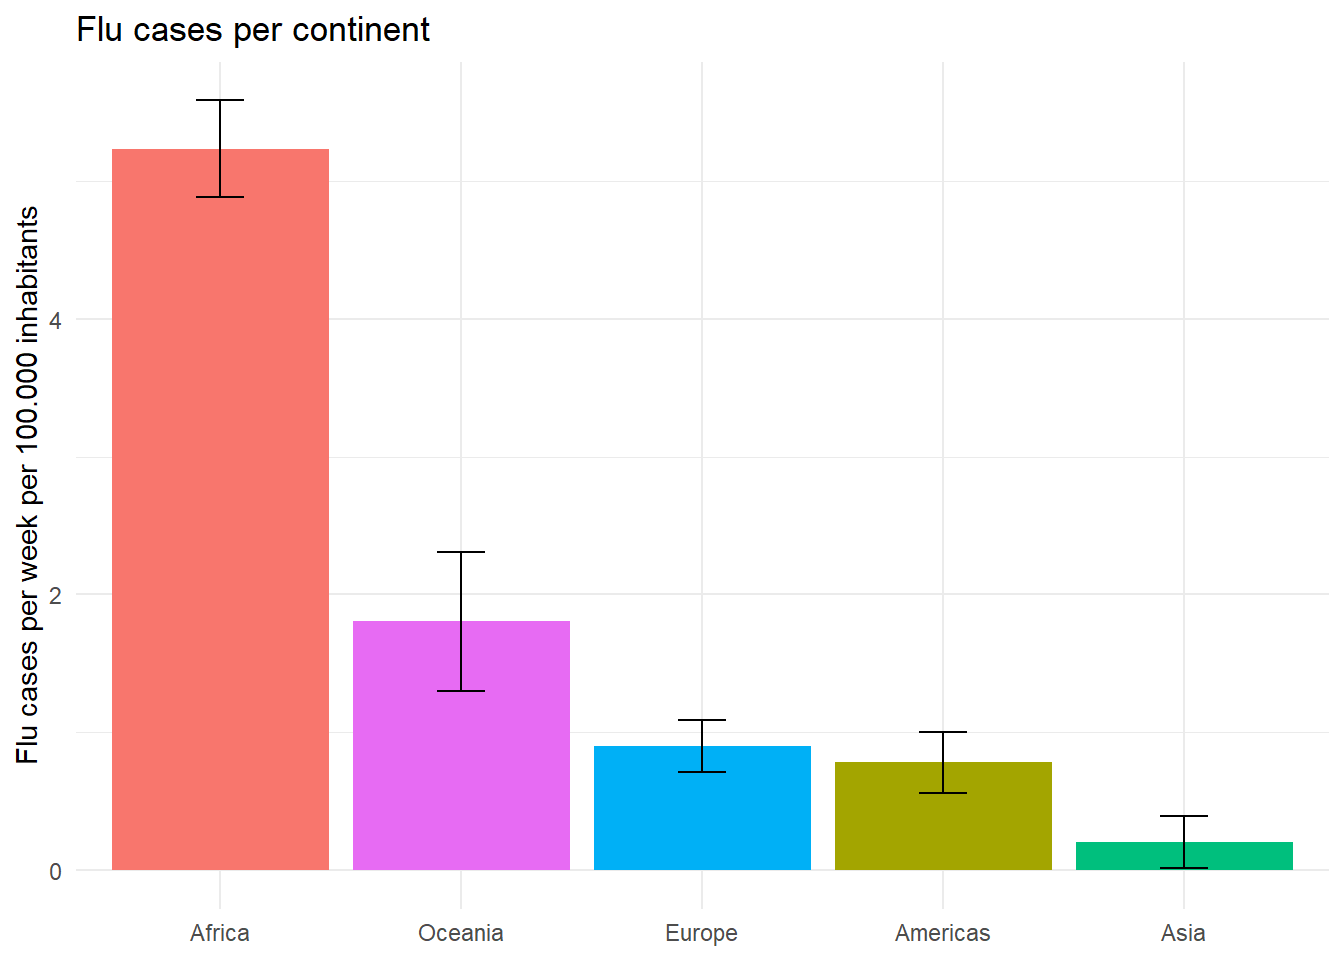 Flu cases per continent
Flu cases per week per 100.000 inhabitants
4
2
0
Africa Oceania Europe Americas Asia